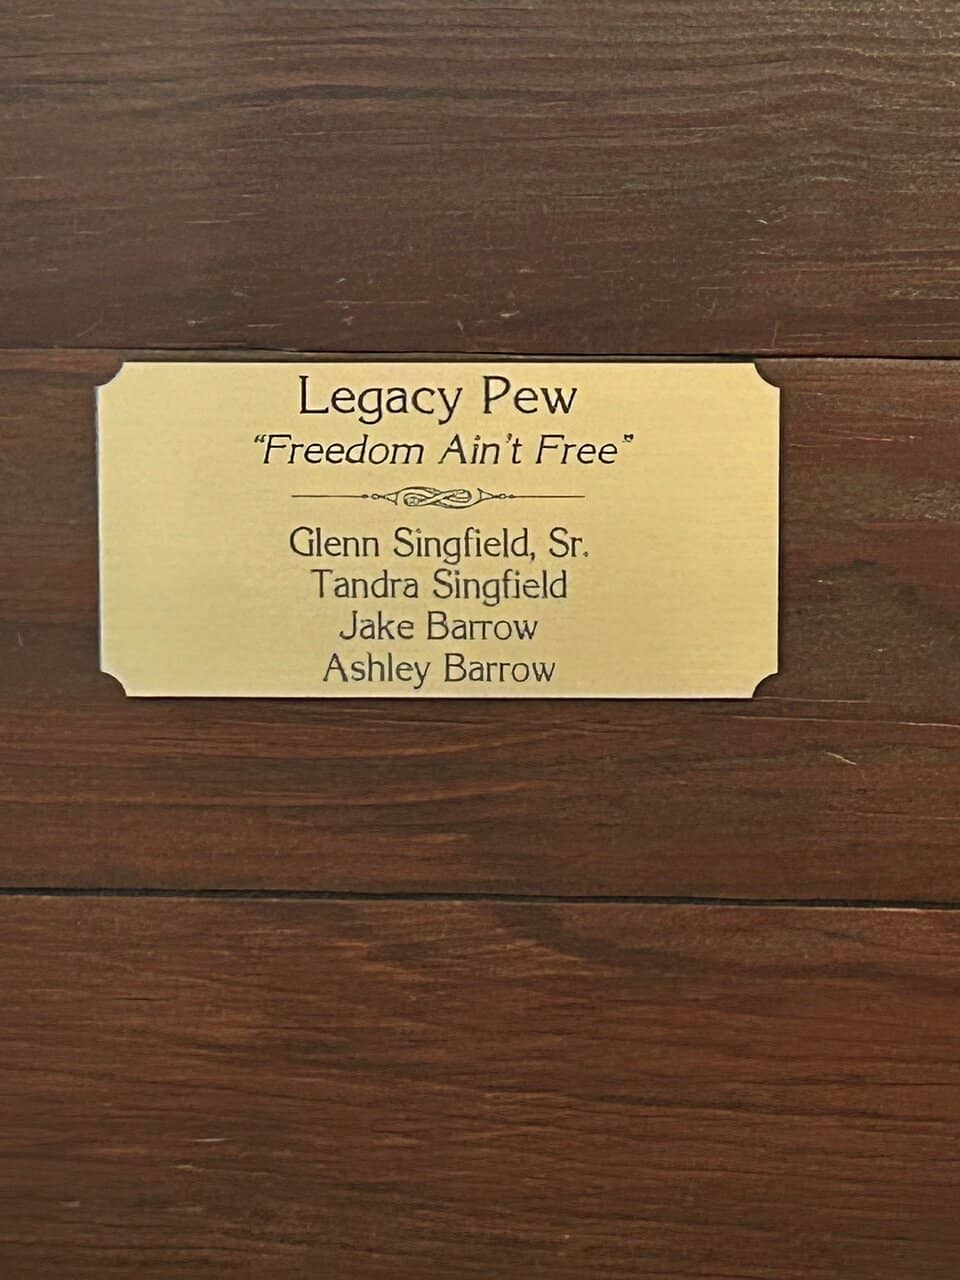 Legacy Pew
“Freedom Ain't Free”
Glenn Singfield, Sr.
Tandra Singfield
Jake Barrow
Ashley Barrow